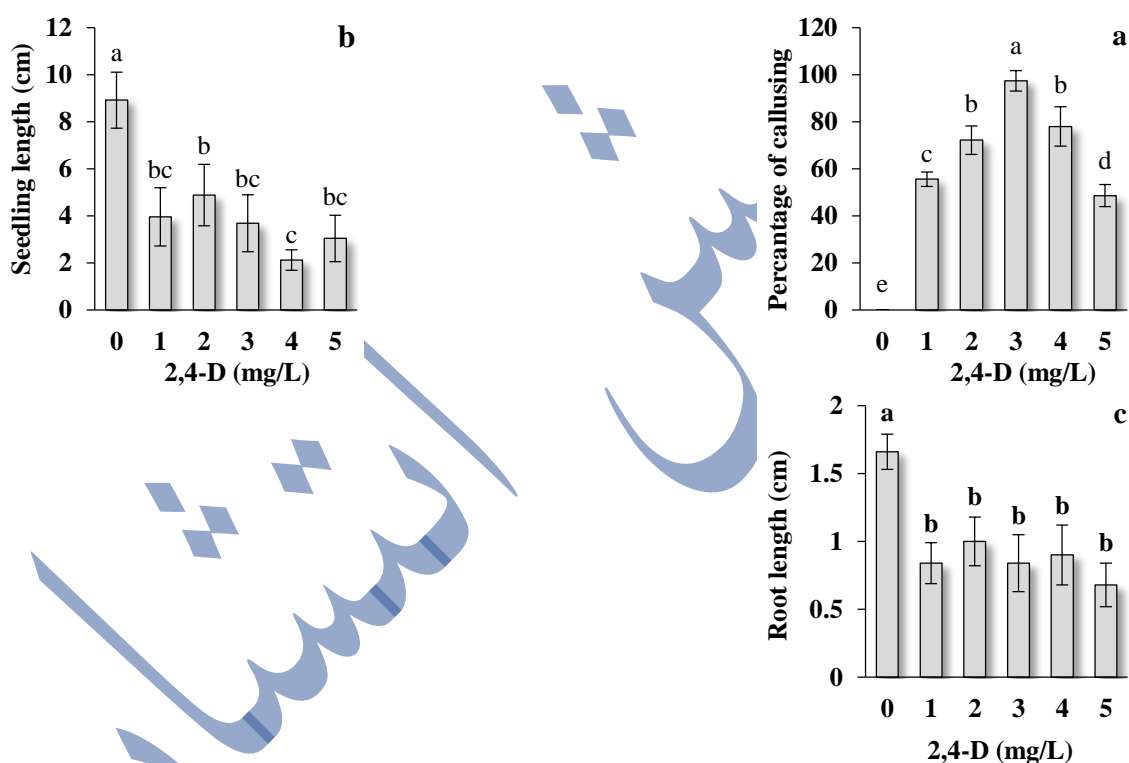 b
Seedling length (cm)
12
10
8
6
4
2
0
a
bc
b
bc
c
bc
0 1 2 3 4 5
2,4-D (mg/L)
a
Percantage of callusing
120
100
80
60
40
20
0
e
c
b
a
b
d
0 1 2 3 4 5
2,4-D (mg/L)
c
Root length (cm)
2
1.5
1
0.5
0
a
b
b
b
b
b
0 1 2 3 4 5
2,4-D (mg/L)